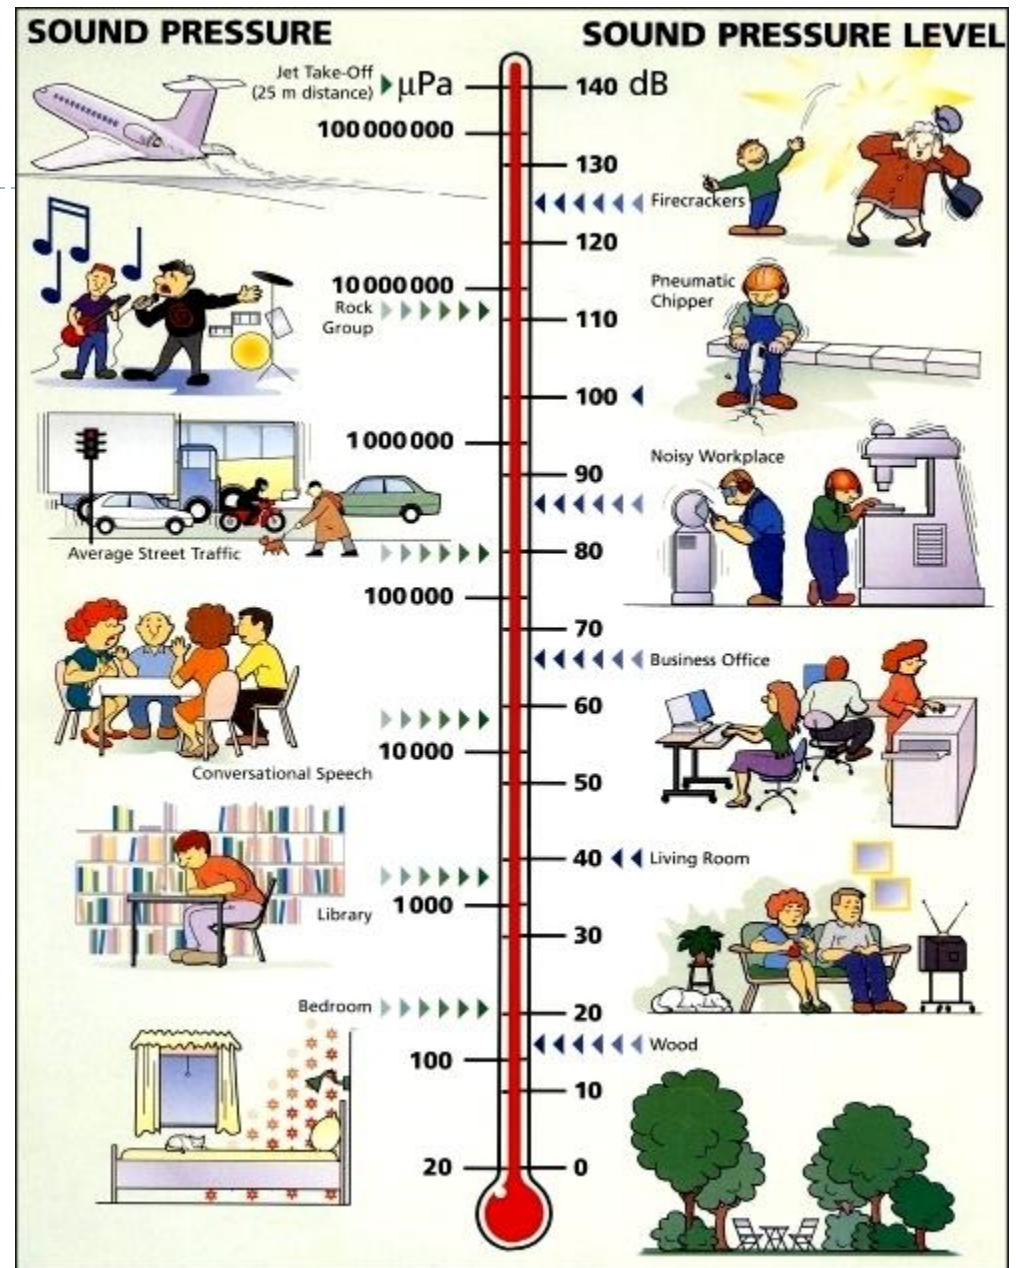 SOUND PRESSURE
SOUND PRESSURE LEVEL
Jet Take-Off
(25 m distance)
μPa
140 dB
100 000 000
130
Firecrackers
120
10 000 000
Rock
Group
Pneumatic
Chipper
110
100
1 000 000
Noisy Workplace
90
Average Street Traffic
80
100 000
70
Business Office
60
10 000
Conversational Speech
50
40
Living Room
1 000
Library
30
Bedroom
20
Wood
100
10
20
0